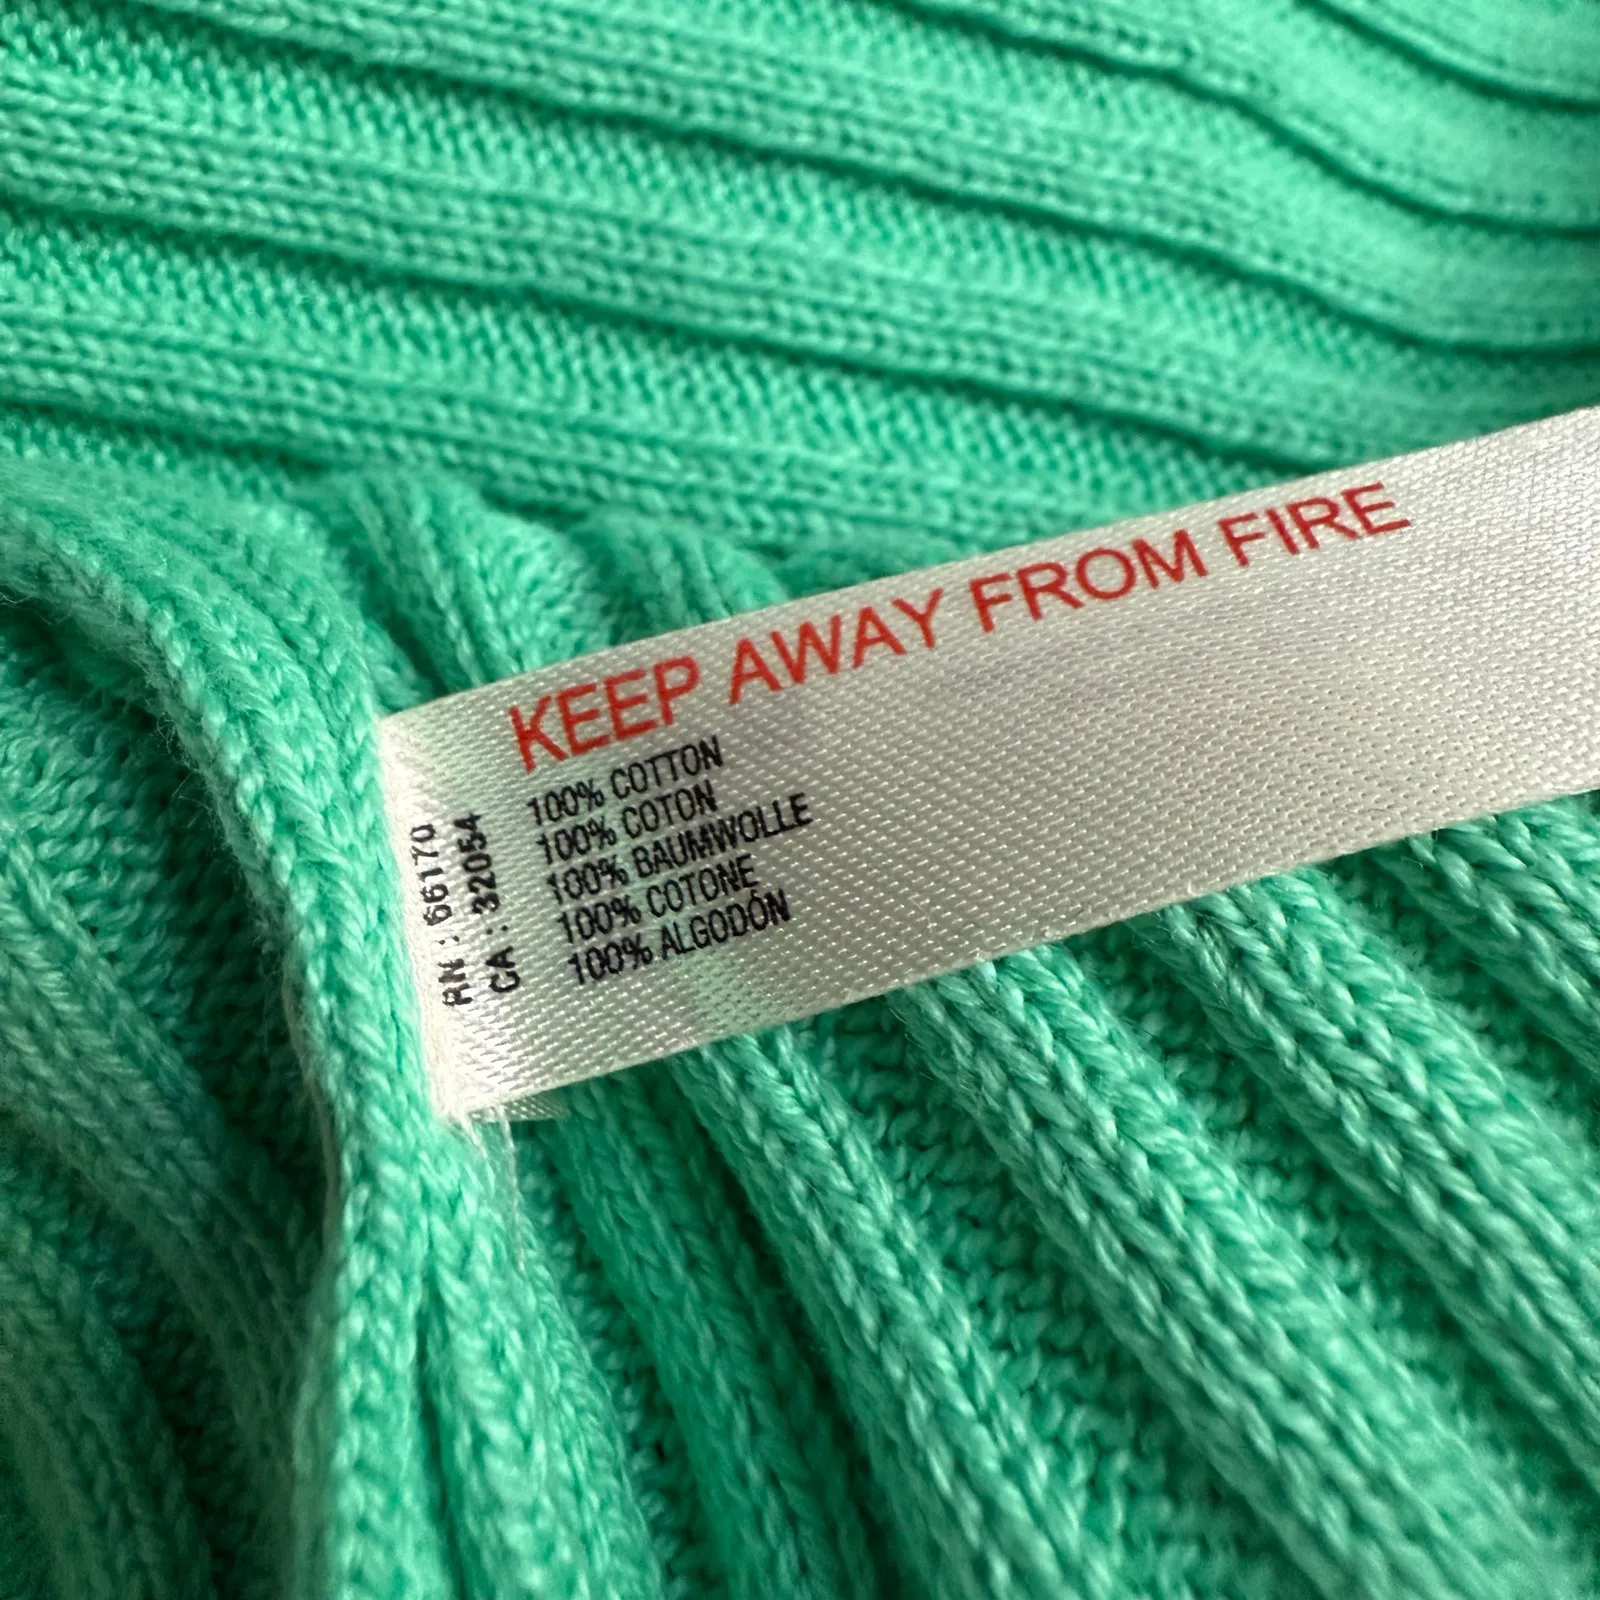 KEEP AWAY FROM FIRE
100% COTTON
100% COTON
100% BAUMWOLLE
100% COTONE
100% ALGODÓN
RN : 66170
CA : 32054